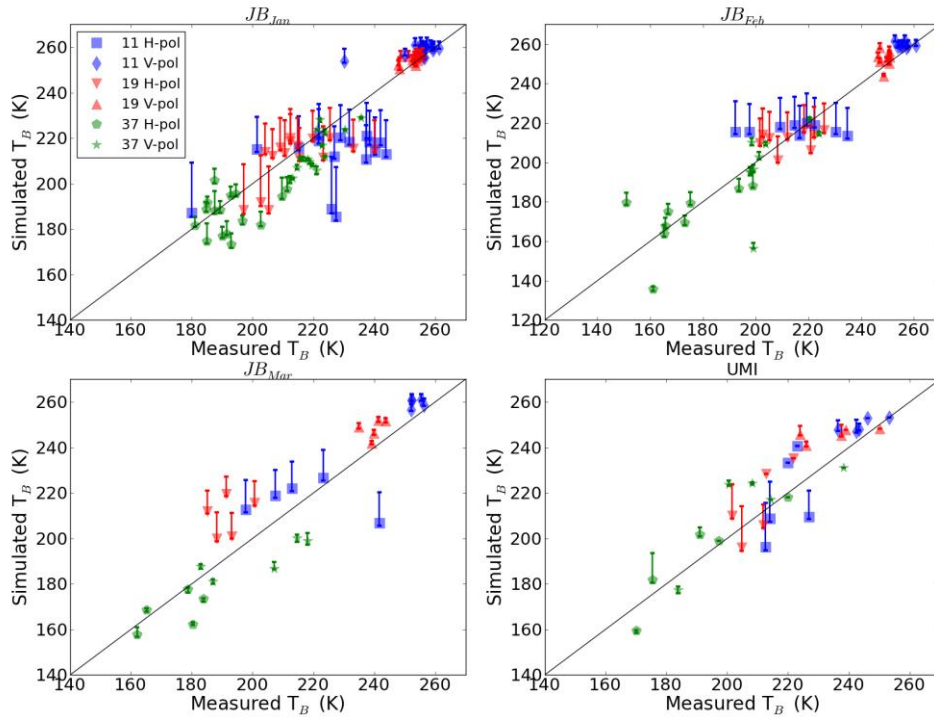 JB_Jan
260
240
220
200
180
160
140
Simulated T_B (K)
11 H-pol
11 V-pol
19 H-pol
19 V-pol
37 H-pol
37 V-pol
140 160 180 200 220 240 260
Measured T_B (K)
JB_Feb
260
240
220
200
180
160
140
120
Simulated T_B (K)
120 140 160 180 200 220 240 260
Measured T_B (K)
JB_Mar
260
240
220
200
180
160
140
Simulated T_B (K)
140 160 180 200 220 240 260
Measured T_B (K)
UMI
260
240
220
200
180
160
140
Simulated T_B (K)
140 160 180 200 220 240 260
Measured T_B (K)